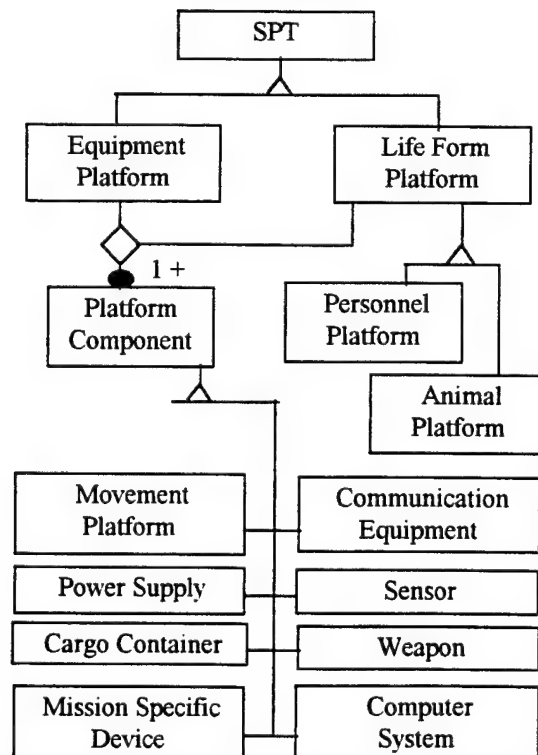 SPT
Equipment
Platform
Life Form
Platform
1 +
Platform
Component
Personnel
Platform
Animal
Platform
Movement
Platform
Communication
Equipment
Power Supply
Sensor
Cargo Container
Weapon
Mission Specific
Device
Computer
System